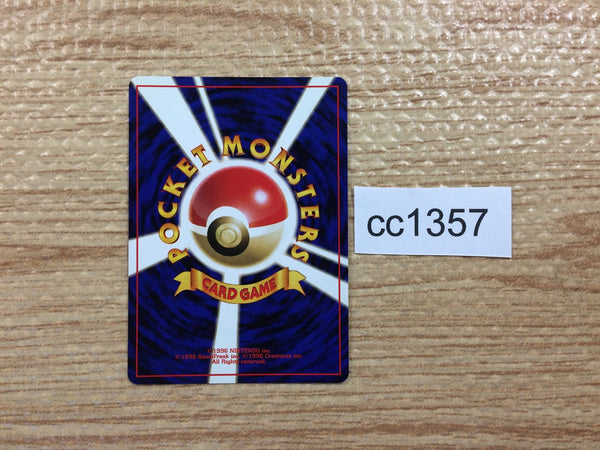 POCKET MONSTERS
CARD GAME
©1996 NINTENDO inc.
©1996 GameFreak inc. ©1996 Creatures inc.
All Rights reserved.
cc1357